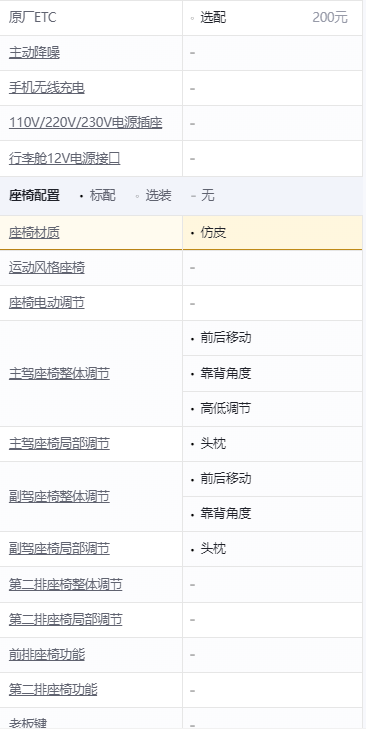 原厂ETC ◦ 选配 200元
主动降噪 -
手机无线充电 -
110V/220V/230V电源插座 -
行李舱12V电源接口 -
座椅配置 • 标配 ◦ 选装 - 无
座椅材质 • 仿皮
运动风格座椅 -
座椅电动调节 -
主驾座椅整体调节 • 前后移动
• 靠背角度
• 高低调节
主驾座椅局部调节 • 头枕
副驾座椅整体调节 • 前后移动
• 靠背角度
副驾座椅局部调节 • 头枕
第二排座椅整体调节 -
第二排座椅局部调节 -
前排座椅功能 -
第二排座椅功能 -
老板键 -